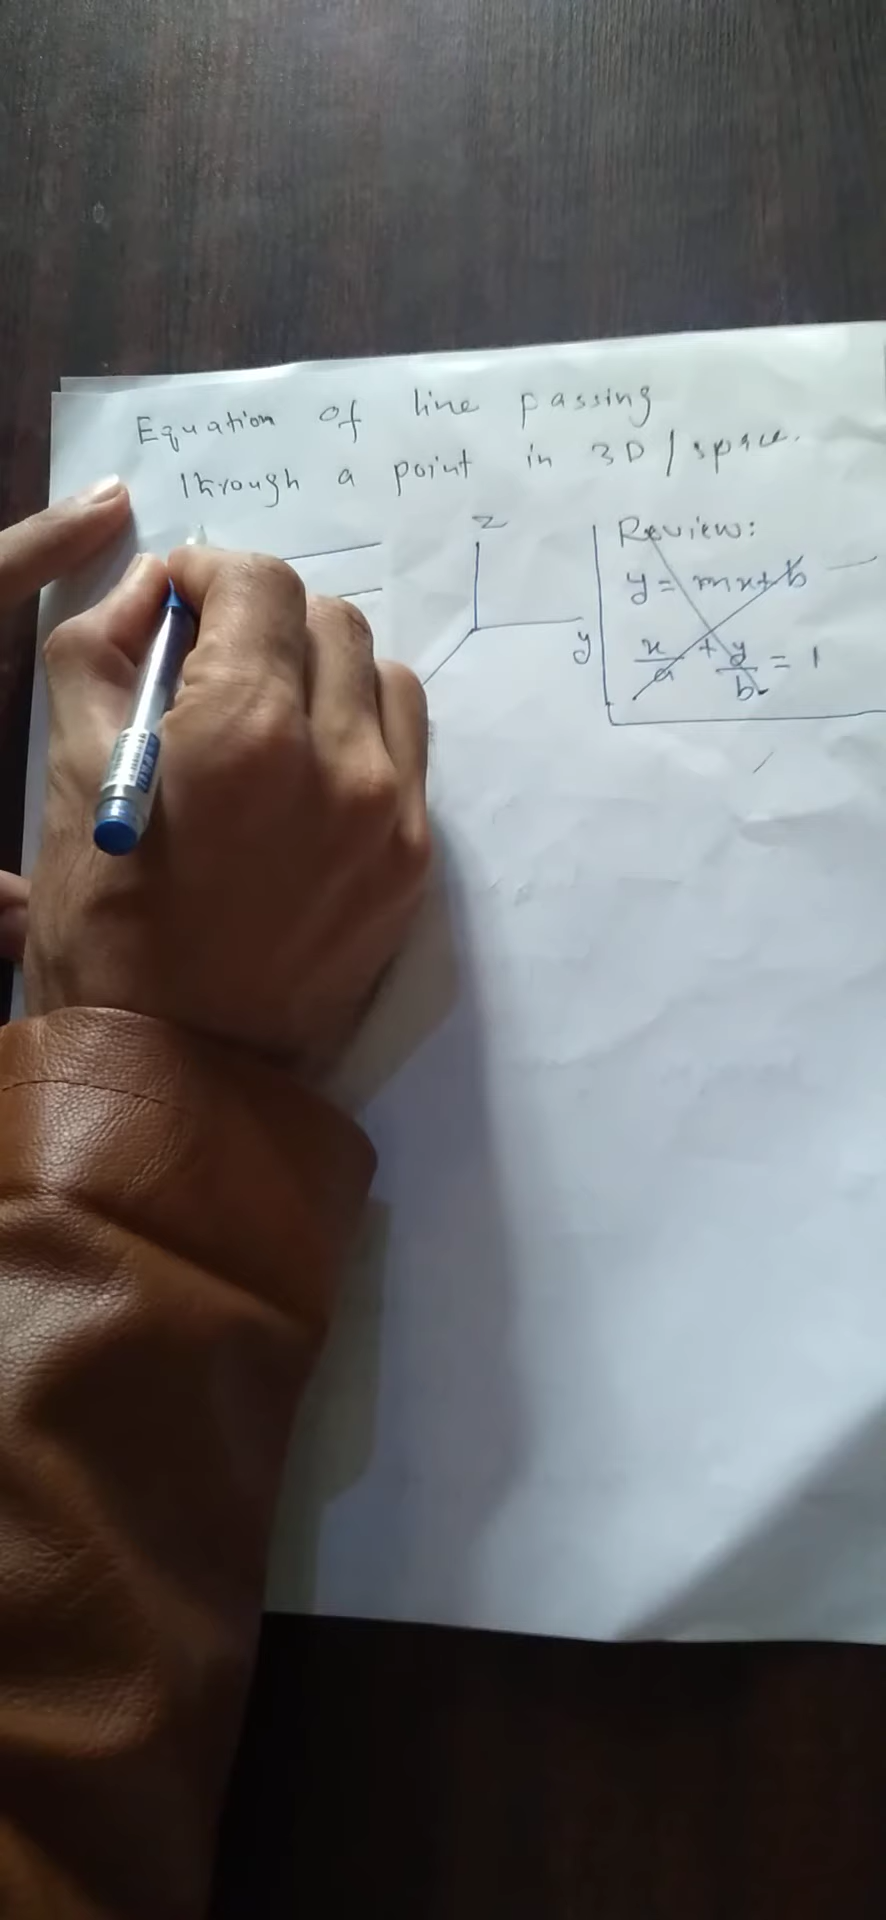 Equation of line passing
through a point in 3D/space.
z
y
Review:
y = mx + b
x/a + y/b = 1